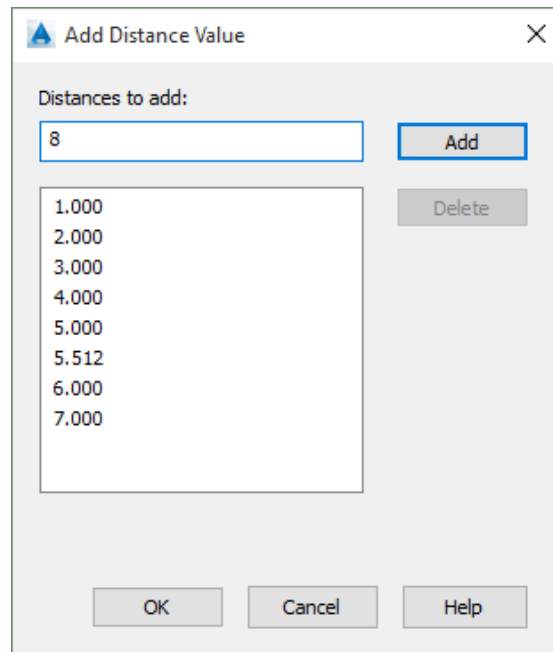 Add Distance Value
Distances to add:
8
Add
1.000
2.000
3.000
4.000
5.000
5.512
6.000
7.000
Delete
OK
Cancel
Help